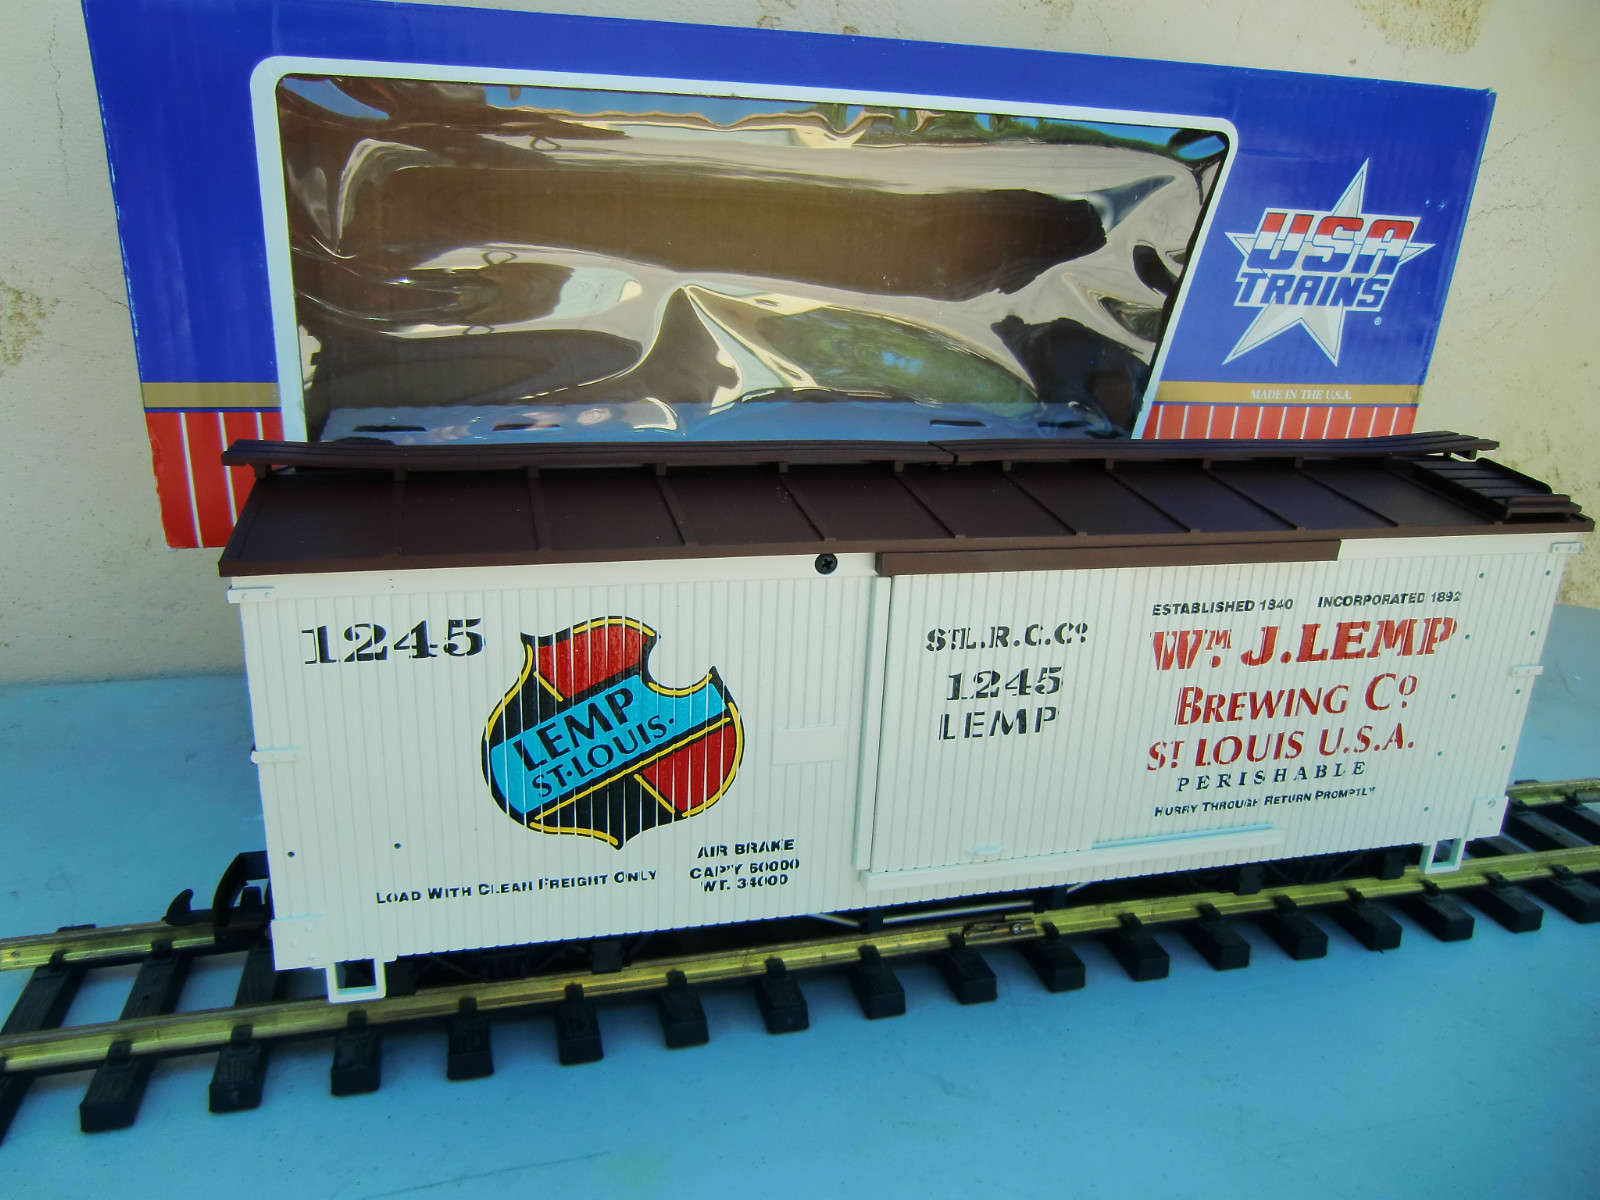 USA
TRAINS
®
MADE IN THE U.S.A.
1245
LEMP
ST·LOUIS·
LOAD WITH CLEAN FREIGHT ONLY
AIR BRAKE
CAP'Y 60000
WT. 34000
ST.L.R.C.Co
1245
LEMP
ESTABLISHED 1840 INCORPORATED 1892
WM. J. LEMP
BREWING Co
ST. LOUIS U.S.A.
PERISHABLE
HURRY THROUGH RETURN PROMPTLY